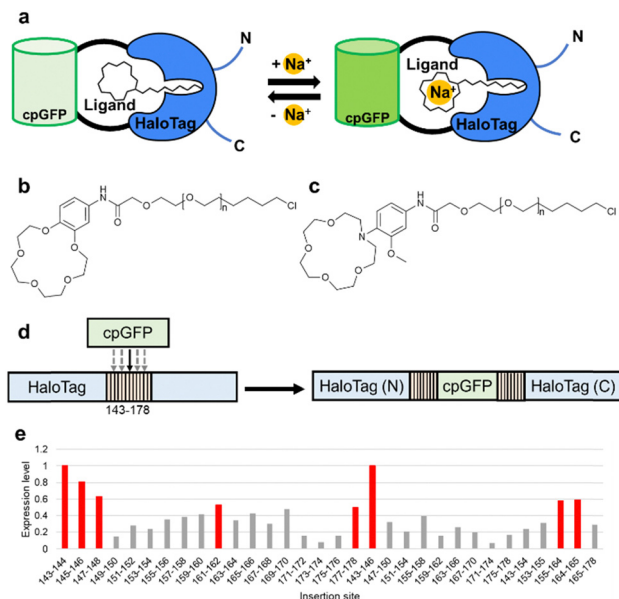 a
N
+ Na+
Ligand
cpGFP
HaloTag
C
- Na+
N
Ligand
Na+
cpGFP
HaloTag
C
b
H
N
O
O
O
n
Cl
O
O
O
O
O
c
H
N
O
O
O
n
Cl
N
O
O
O
O
O
d
cpGFP
HaloTag
143-178
HaloTag (N)
cpGFP
HaloTag (C)
e
Expression level
1.2
1
0.8
0.6
0.4
0.2
0
143-144
145-146
147-148
149-150
151-152
153-154
155-156
157-158
159-160
161-162
163-164
165-166
167-168
169-170
171-172
173-174
175-176
177-178
143-146
147-150
151-154
155-158
159-162
163-166
167-170
171-174
175-178
143-154
155-164
164-165
165-178
Insertion site